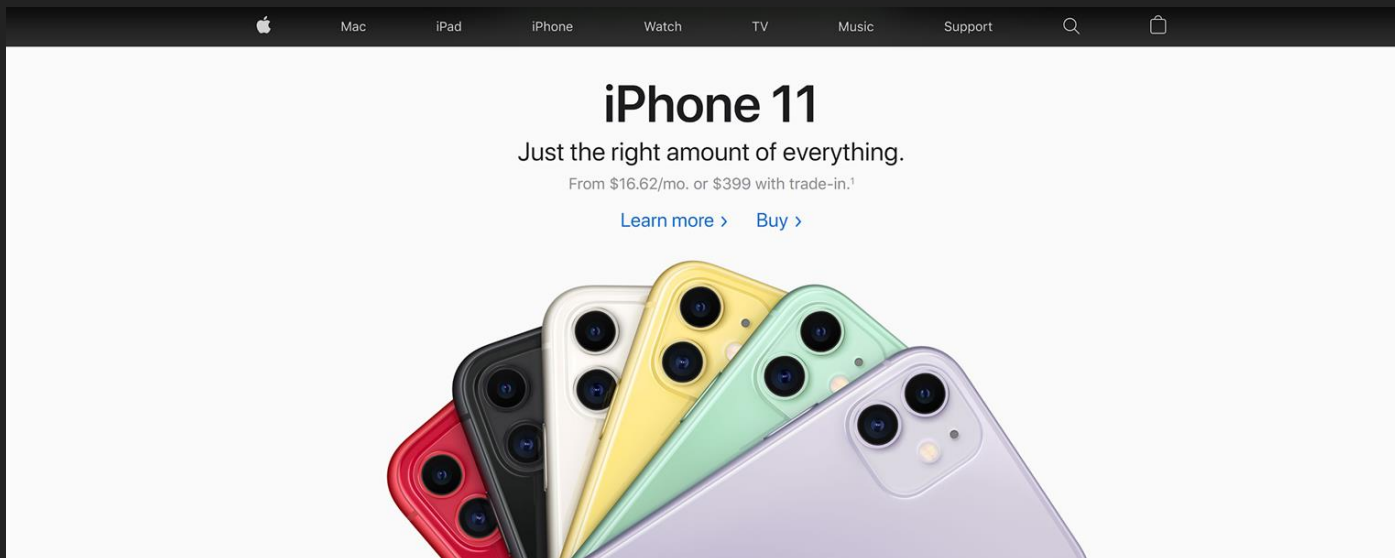 Mac iPad iPhone Watch TV Music Support
iPhone 11
Just the right amount of everything.
From $16.62/mo. or $399 with trade-in.¹
Learn more > Buy >